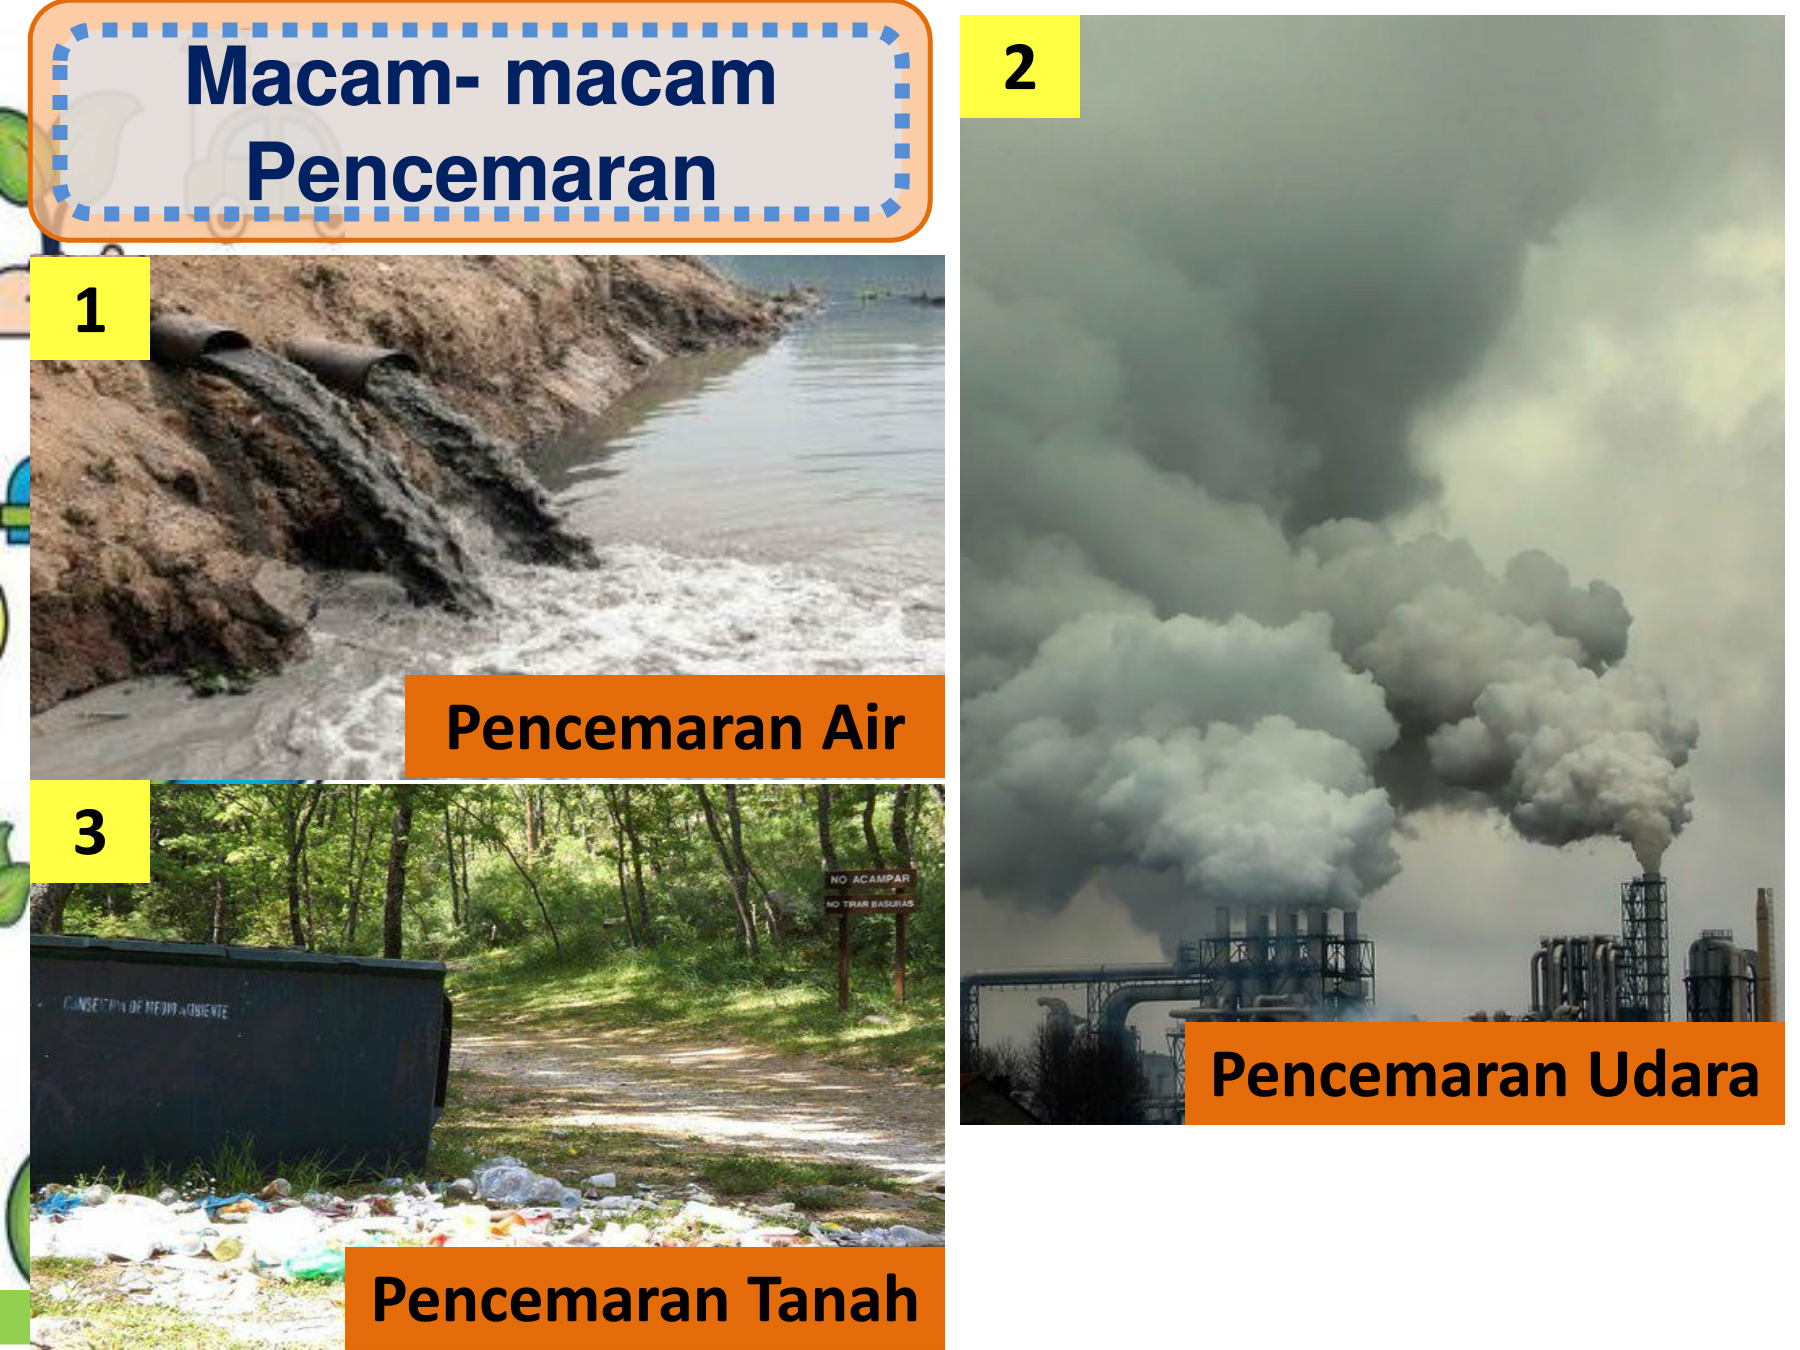 Macam- macam
Pencemaran
1
Pencemaran Air
2
Pencemaran Udara
3
NO ACAMPAR
NO TIRAR BASURAS
DE MEDIO AMBIENTE
Pencemaran Tanah